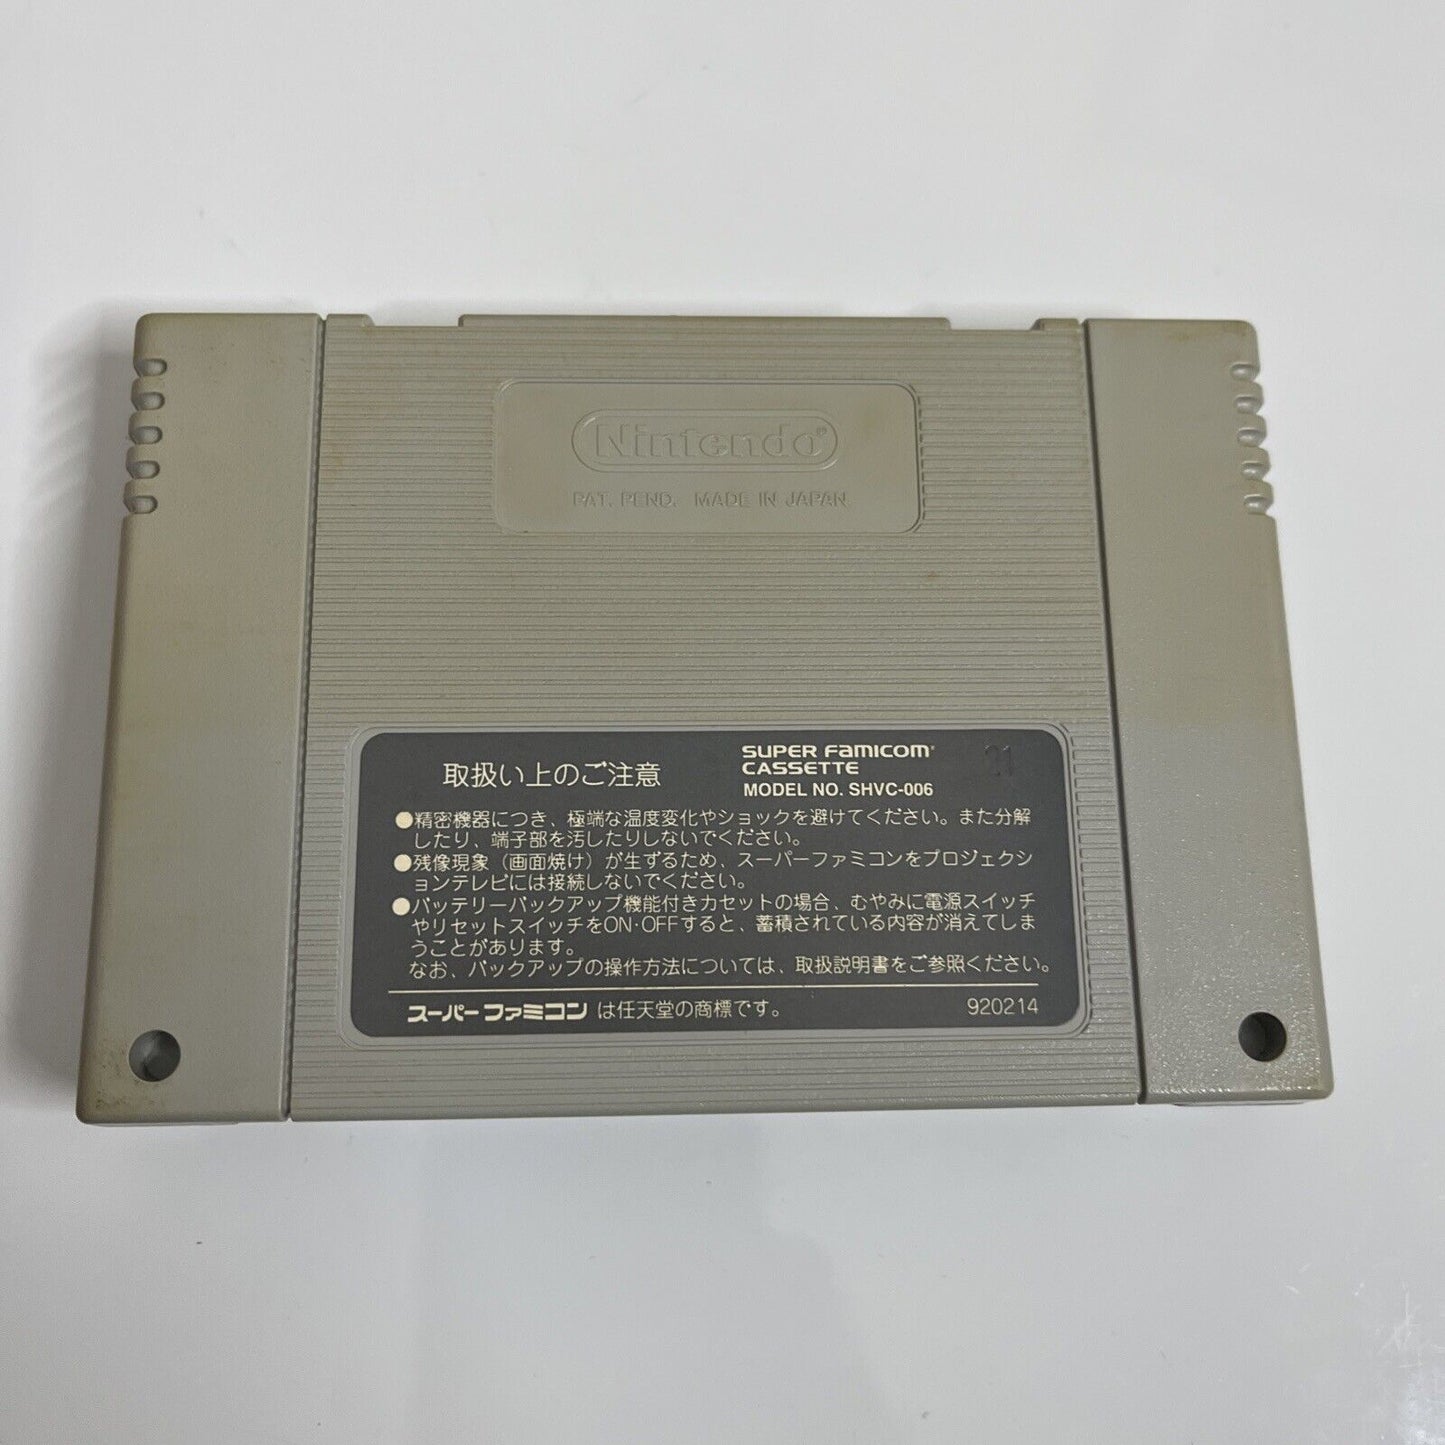 Nintendo®
PAT. PEND. MADE IN JAPAN
取扱い上のご注意
SUPER FAMICOM®
CASSETTE
MODEL NO. SHVC-006
21
●精密機器につき、極端な温度変化やショックを避けてください。また分解
したり、端子部を汚したりしないでください。
●残像現象（画面焼け）が生ずるため、スーパーファミコンをプロジェクシ
ョンテレビには接続しないでください。
●バッテリーバックアップ機能付きカセットの場合、むやみに電源スイッチ
やリセットスイッチをON・OFFすると、蓄積されている内容が消えてしま
うことがあります。
なお、バックアップの操作方法については、取扱説明書をご参照ください。
スーパーファミコンは任天堂の商標です。
920214